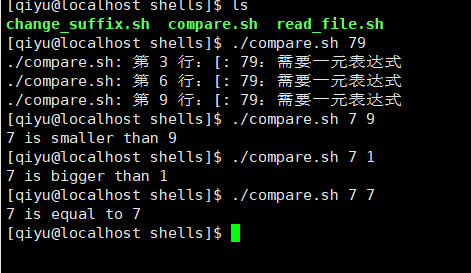 [qiyu@localhost shells]$ ls
change_suffix.sh  compare.sh  read_file.sh
[qiyu@localhost shells]$ ./compare.sh 79
./compare.sh: 第 3 行：[: 79：需要一元表达式
./compare.sh: 第 6 行：[: 79：需要一元表达式
./compare.sh: 第 9 行：[: 79：需要一元表达式
[qiyu@localhost shells]$ ./compare.sh 7 9
7 is smaller than 9
[qiyu@localhost shells]$ ./compare.sh 7 1
7 is bigger than 1
[qiyu@localhost shells]$ ./compare.sh 7 7
7 is equal to 7
[qiyu@localhost shells]$